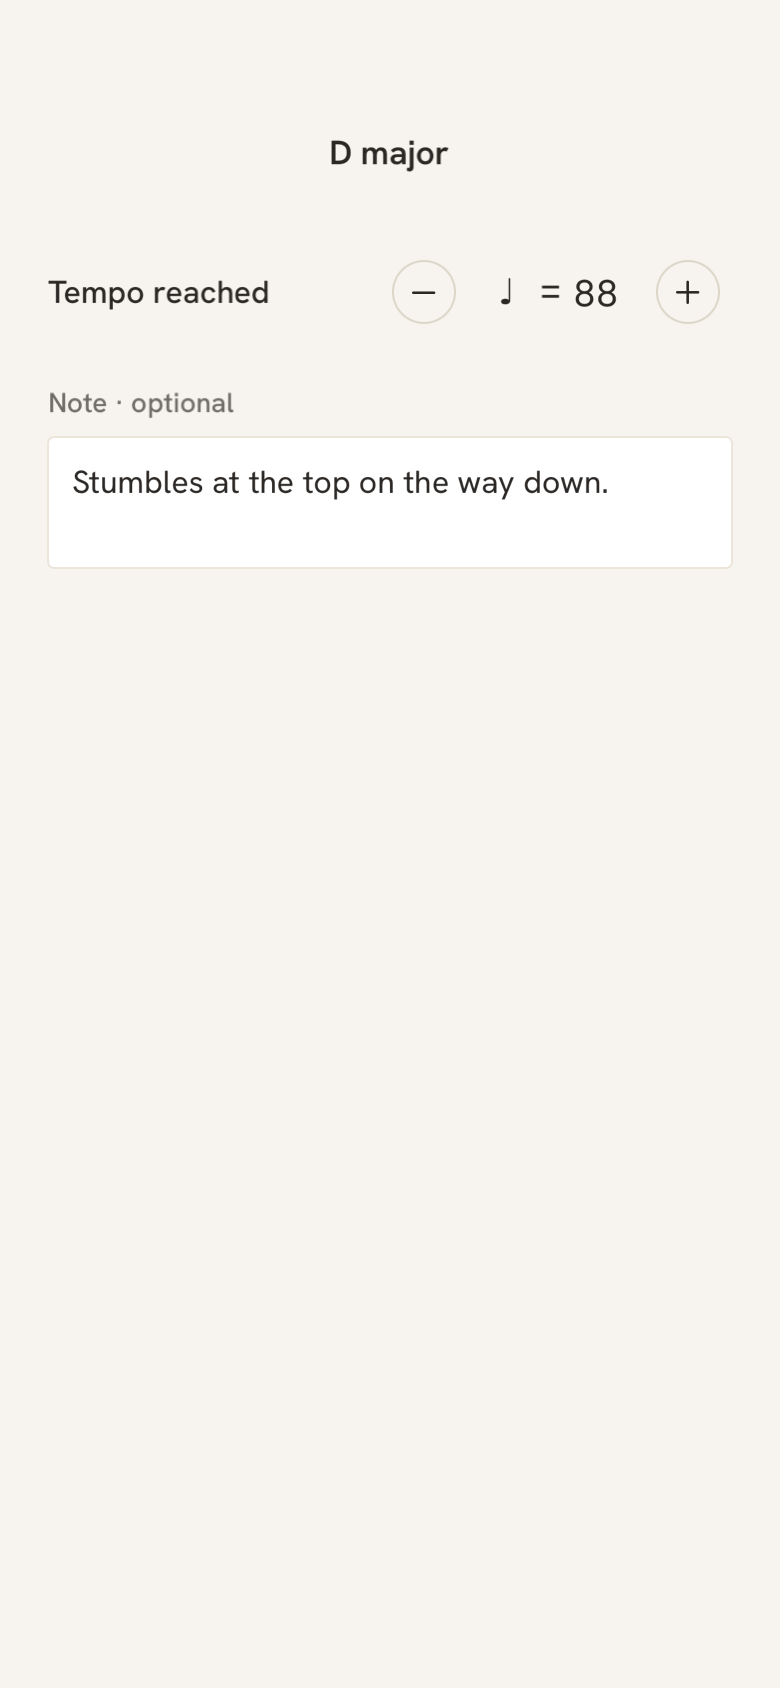 D major
Tempo reached − ♩ = 88 +
Note · optional
Stumbles at the top on the way down.